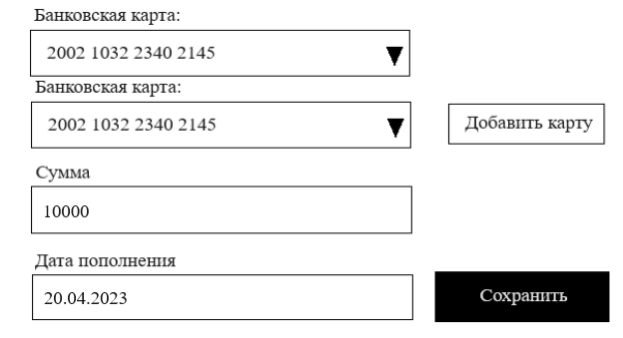 Банковская карта:
2002 1032 2340 2145
Банковская карта:
2002 1032 2340 2145
Добавить карту
Сумма
10000
Дата пополнения
20.04.2023
Сохранить